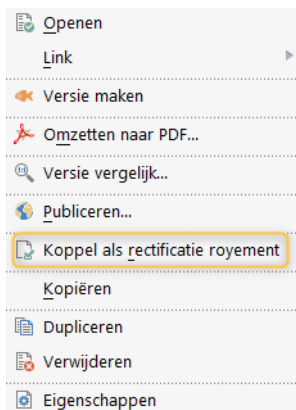 Openen
Link
Versie maken
Omzetten naar PDF...
Versie vergelijk...
Publiceren...
Koppel als rectificatie royement
Kopiëren
Dupliceren
Verwijderen
Eigenschappen